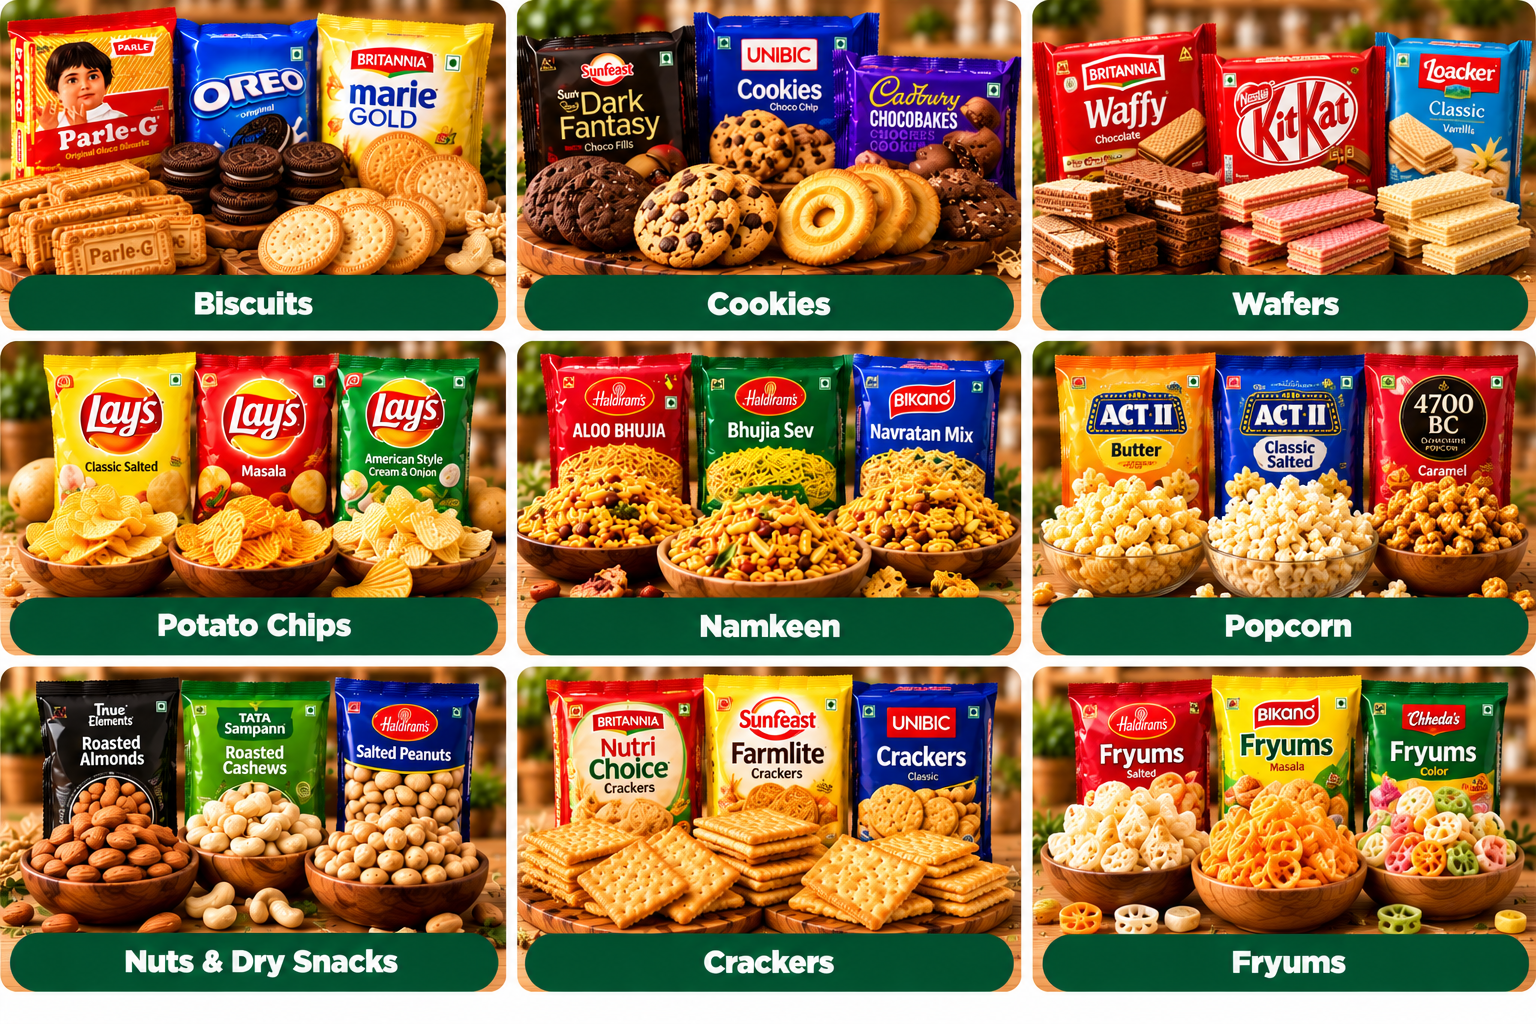 PARLE
Parle-G
Parle-G
Original Gluco Biscuits
Parle-G
OREO
Original
BRITANNIA
marie
GOLD
Biscuits
Sunfeast
Dark
Fantasy
Choco Fills
UNIBIC
Cookies
Choco Chip
Cadbury
CHOCOBAKES
COOKIES
Cookies
BRITANNIA
Waffy
Chocolate
Nestlé
KitKat
Loacker
Classic
Vanilla
Wafers
Lay's
Classic Salted
Lay's
Masala
Lay's
American Style
Cream & Onion
Potato Chips
Haldiram's
ALOO BHUJIA
Haldiram's
Bhujia Sev
BIKANO
Navratan Mix
Namkeen
ACT II
Butter
ACT II
Classic
Salted
4700
BC
POPCORN
Caramel
Popcorn
True
Elements
Roasted
Almonds
TATA
Sampann
Roasted
Cashews
Haldiram's
Salted Peanuts
Nuts & Dry Snacks
BRITANNIA
Nutri
Choice
Crackers
Sunfeast
Farmlite
Crackers
UNIBIC
Crackers
Classic
Crackers
Haldiram's
Fryums
Salted
BIKANO
Fryums
Masala
Chheda's
Fryums
Color
Fryums